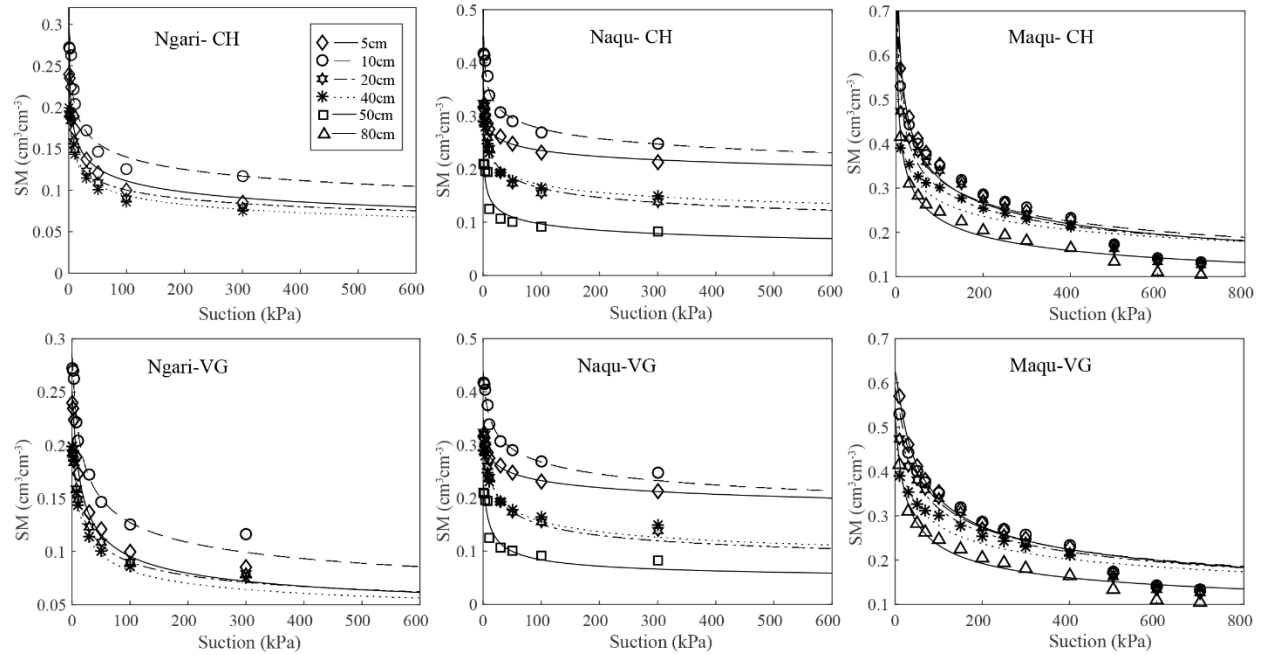 Ngari- CH
5cm
10cm
20cm
40cm
50cm
80cm
SM (cm³cm⁻³)
0.3
0.25
0.2
0.15
0.1
0.05
0
0 100 200 300 400 500 600
Suction (kPa)
Naqu- CH
SM (cm³cm⁻³)
0.5
0.4
0.3
0.2
0.1
0
0 200 400 600
Suction (kPa)
Maqu- CH
SM (cm³cm⁻³)
0.7
0.6
0.5
0.4
0.3
0.2
0.1
0 200 400 600 800
Suction (kPa)
Ngari-VG
SM (cm³cm⁻³)
0.3
0.25
0.2
0.15
0.1
0.05
0 100 200 300 400 500 600
Suction (kPa)
Naqu-VG
SM (cm³cm⁻³)
0.5
0.4
0.3
0.2
0.1
0
0 200 400 600
Suction (kPa)
Maqu-VG
SM (cm³cm⁻³)
0.7
0.6
0.5
0.4
0.3
0.2
0.1
0 200 400 600 800
Suction (kPa)